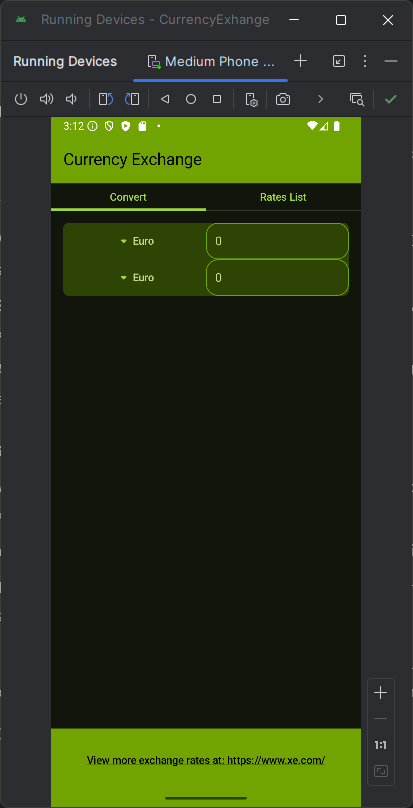 Running Devices - CurrencyExhange
Running Devices
Medium Phone ...
3:12
Currency Exchange
Convert
Rates List
Euro
0
Euro
0
View more exchange rates at: https://www.xe.com/
1:1